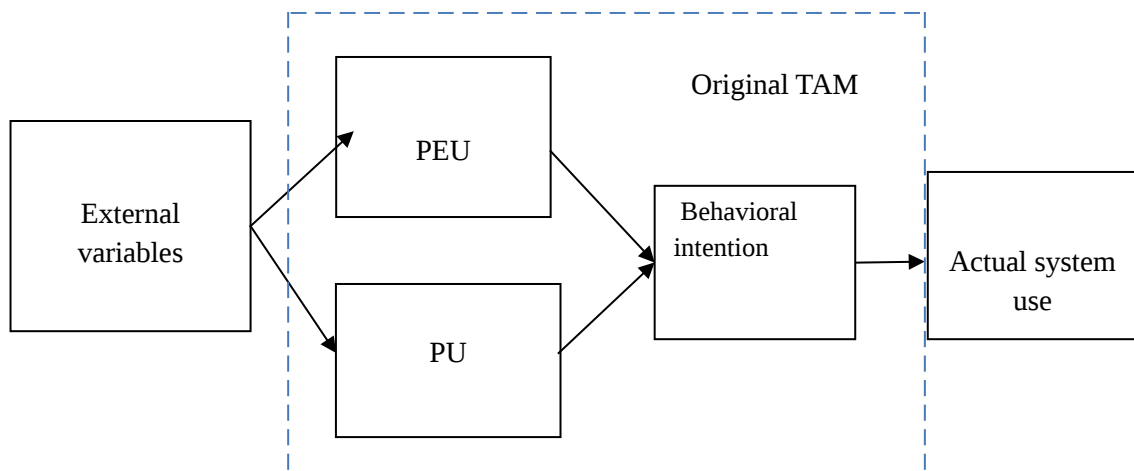 Original TAM
PEU
External
variables
Behavioral
intention
Actual system
use
PU